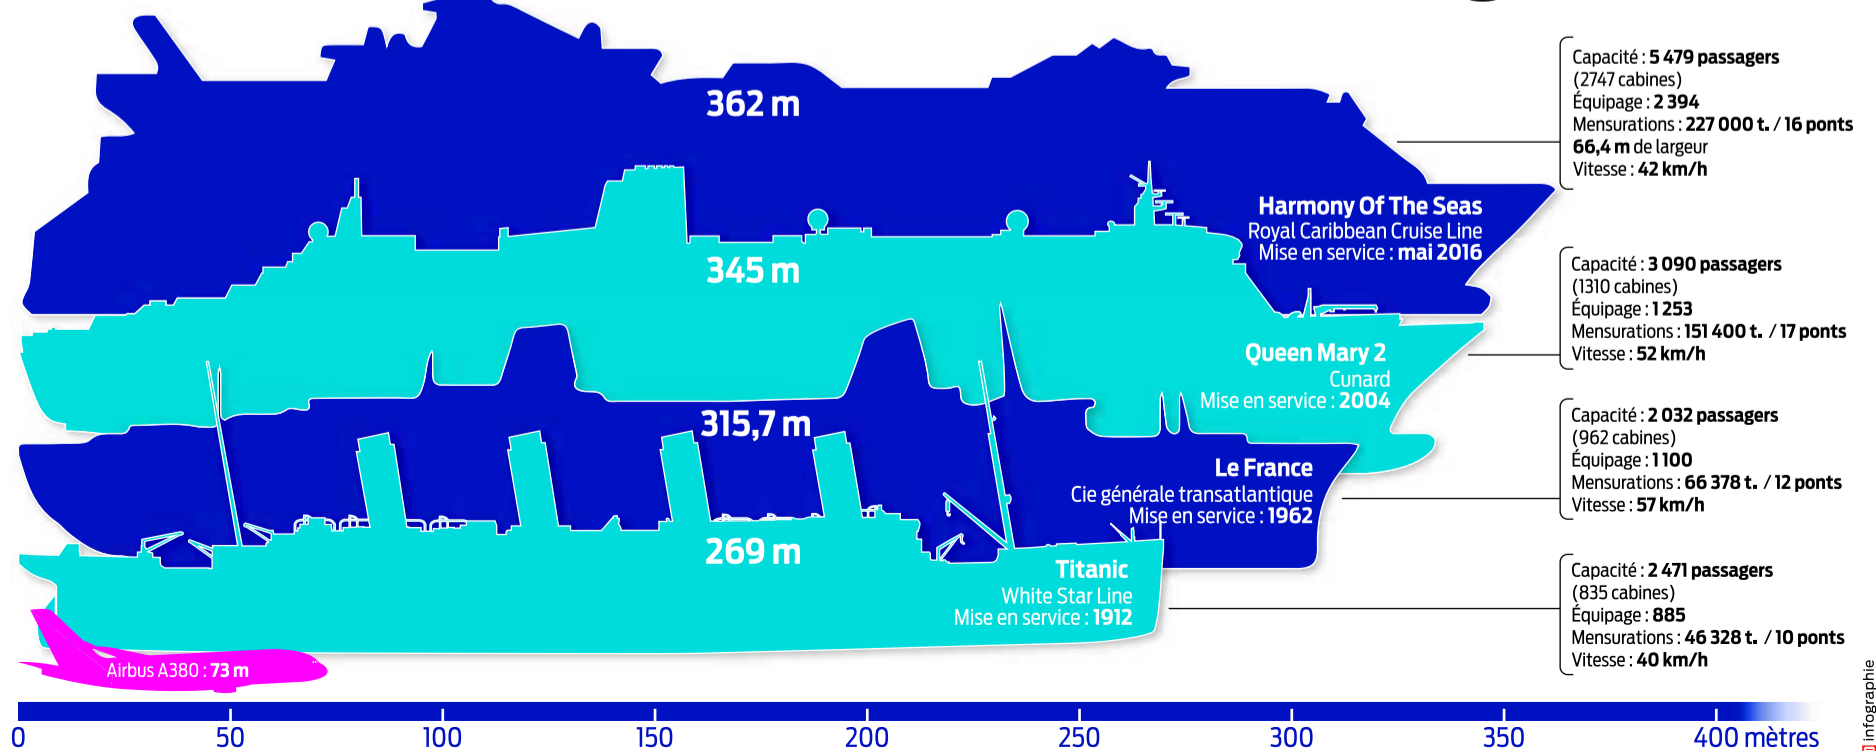 362 m
Capacité : 5 479 passagers
(2747 cabines)
Équipage : 2 394
Mensurations : 227 000 t. / 16 ponts
66,4 m de largeur
Vitesse : 42 km/h
Harmony Of The Seas
Royal Caribbean Cruise Line
Mise en service : mai 2016
345 m
Capacité : 3 090 passagers
(1310 cabines)
Équipage : 1 253
Mensurations : 151 400 t. / 17 ponts
Vitesse : 52 km/h
Queen Mary 2
Cunard
Mise en service : 2004
315,7 m
Capacité : 2 032 passagers
(962 cabines)
Équipage : 1 100
Mensurations : 66 378 t. / 12 ponts
Vitesse : 57 km/h
Le France
Cie générale transatlantique
Mise en service : 1962
269 m
Capacité : 2 471 passagers
(835 cabines)
Équipage : 885
Mensurations : 46 328 t. / 10 ponts
Vitesse : 40 km/h
Titanic
White Star Line
Mise en service : 1912
Airbus A380 : 73 m
0 50 100 150 200 250 300 350 400 mètres
infographie